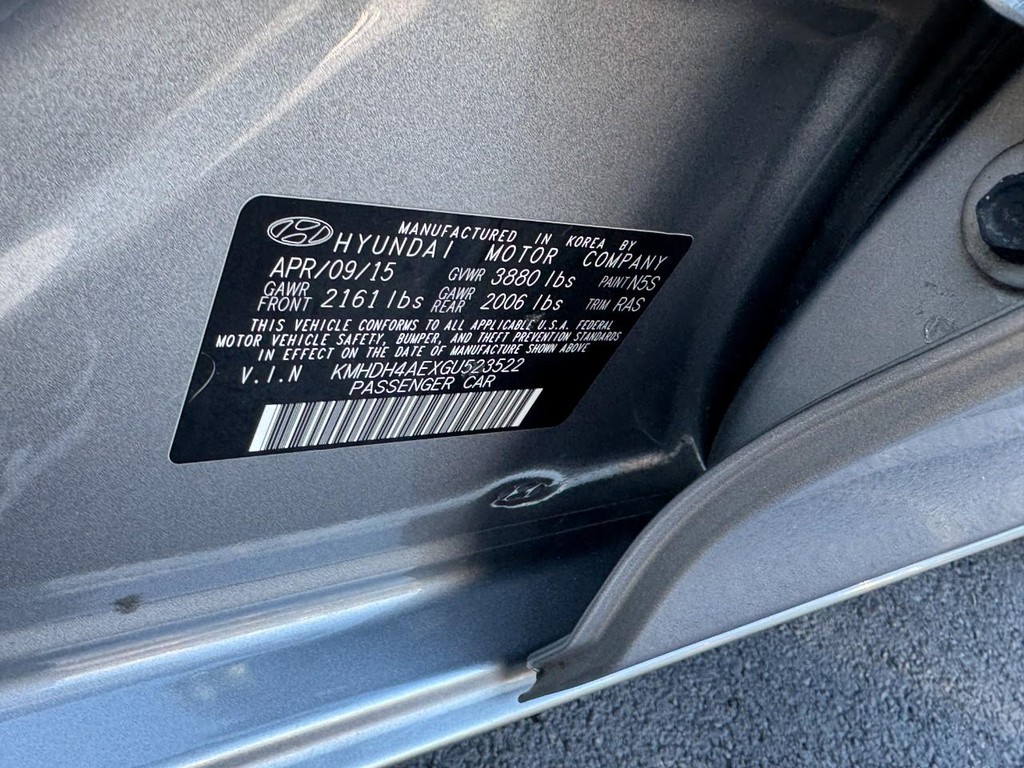 MANUFACTURED IN KOREA BY
HYUNDAI MOTOR COMPANY
APR/09/15 GVWR 3880 lbs PAINT N5S
GAWR FRONT 2161 lbs GAWR REAR 2006 lbs TRIM RAS
THIS VEHICLE CONFORMS TO ALL APPLICABLE U.S.A. FEDERAL
MOTOR VEHICLE SAFETY, BUMPER, AND THEFT PREVENTION STANDARDS
IN EFFECT ON THE DATE OF MANUFACTURE SHOWN ABOVE
V.I.N KMHDH4AEXGU523522
PASSENGER CAR